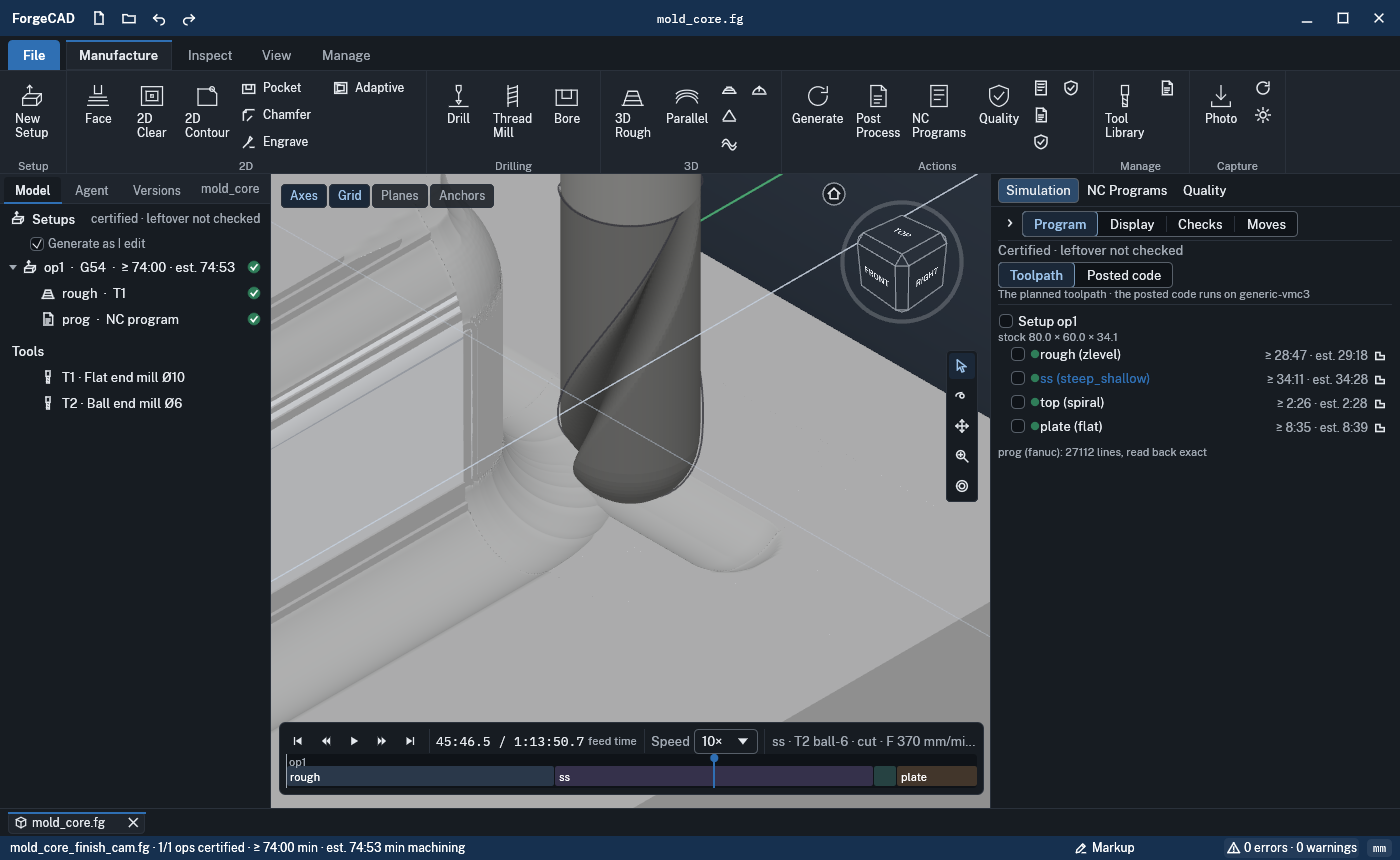 ForgeCAD
mold_core.fg
File
Manufacture
Inspect
View
Manage
New Setup
Face
2D Clear
2D Contour
Pocket
Chamfer
Engrave
Adaptive
Drill
Thread Mill
Bore
3D Rough
Parallel
Generate
Post Process
NC Programs
Quality
Tool Library
Photo
Setup
2D
Drilling
3D
Actions
Manage
Capture
Model
Agent
Versions
mold_core
Setups
certified · leftover not checked
Generate as I edit
op1 · G54 · ≥ 74:00 · est. 74:53
rough · T1
prog · NC program
Tools
T1 · Flat end mill Ø10
T2 · Ball end mill Ø6
Axes
Grid
Planes
Anchors
TOP
FRONT
RIGHT
45:46.5 / 1:13:50.7 feed time
Speed
10×
ss · T2 ball-6 · cut · F 370 mm/mi...
op1
rough
ss
plate
Simulation
NC Programs
Quality
Program
Display
Checks
Moves
Certified · leftover not checked
Toolpath
Posted code
The planned toolpath · the posted code runs on generic-vmc3
Setup op1
stock 80.0 × 60.0 × 34.1
rough (zlevel) ≥ 28:47 · est. 29:18
ss (steep_shallow) ≥ 34:11 · est. 34:28
top (spiral) ≥ 2:26 · est. 2:28
plate (flat) ≥ 8:35 · est. 8:39
prog (fanuc): 27112 lines, read back exact
mold_core.fg
mold_core_finish_cam.fg · 1/1 ops certified · ≥ 74:00 min · est. 74:53 min machining
Markup
0 errors · 0 warnings
mm